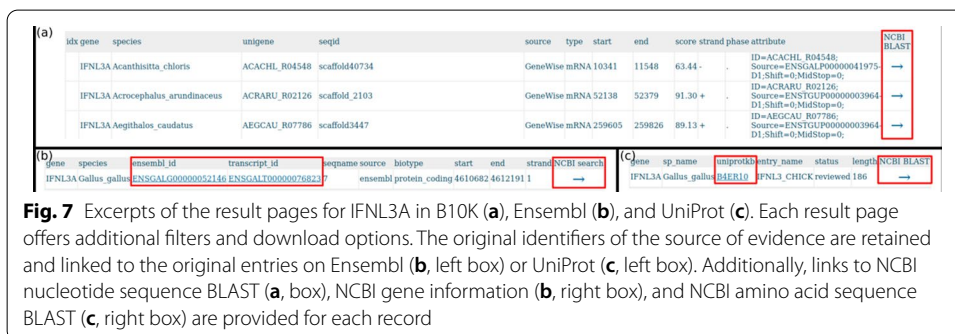 (a)
idx gene species unigene seqid source type start end score strand phase attribute NCBI BLAST
ID=ACACHL_R04548;
IFNL3A Acanthisitta_chloris ACACHL_R04548 scaffold40734 GeneWise mRNA 10341 11548 63.44 - . Source=ENSGALP00000041975- →
D1;Shift=0;MidStop=0;
ID=ACRARU_R02126;
IFNL3A Acrocephalus_arundinaceus ACRARU_R02126 scaffold_2103 GeneWise mRNA 52138 52379 91.30 + . Source=ENSTGUP00000003964- →
D1;Shift=0;MidStop=0;
ID=AEGCAU_R07786;
IFNL3A Aegithalos_caudatus AEGCAU_R07786 scaffold3447 GeneWise mRNA 259605 259826 89.13 + . Source=ENSTGUP00000003964- →
D1;Shift=0;MidStop=0;
(b)
gene species ensembl_id transcript_id seqname source biotype start end strand NCBI search
IFNL3A Gallus_gallus ENSGALG00000052146 ENSGALT00000076823 7 ensembl protein_coding 4610682 4612191 1 →
(c)
gene sp_name uniprotkb entry_name status length NCBI BLAST
IFNL3A Gallus_gallus B4ER10 IFNL3_CHICK reviewed 186 →
Fig. 7 Excerpts of the result pages for IFNL3A in B10K (a), Ensembl (b), and UniProt (c). Each result page
offers additional filters and download options. The original identifiers of the source of evidence are retained
and linked to the original entries on Ensembl (b, left box) or UniProt (c, left box). Additionally, links to NCBI
nucleotide sequence BLAST (a, box), NCBI gene information (b, right box), and NCBI amino acid sequence
BLAST (c, right box) are provided for each record